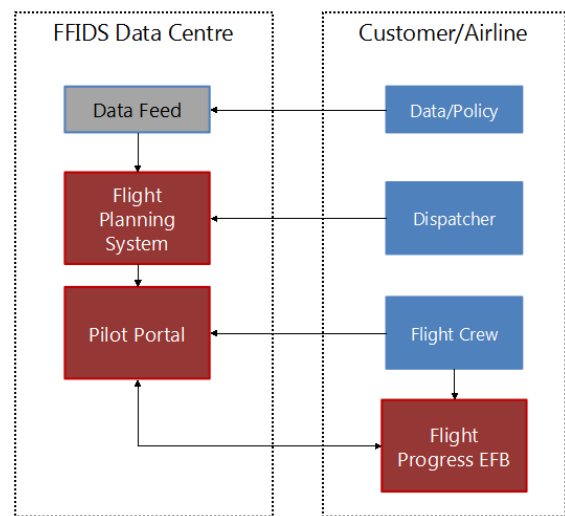 FFIDS Data Centre
Customer/Airline
Data Feed
Data/Policy
Flight
Planning
System
Dispatcher
Pilot Portal
Flight Crew
Flight
Progress EFB